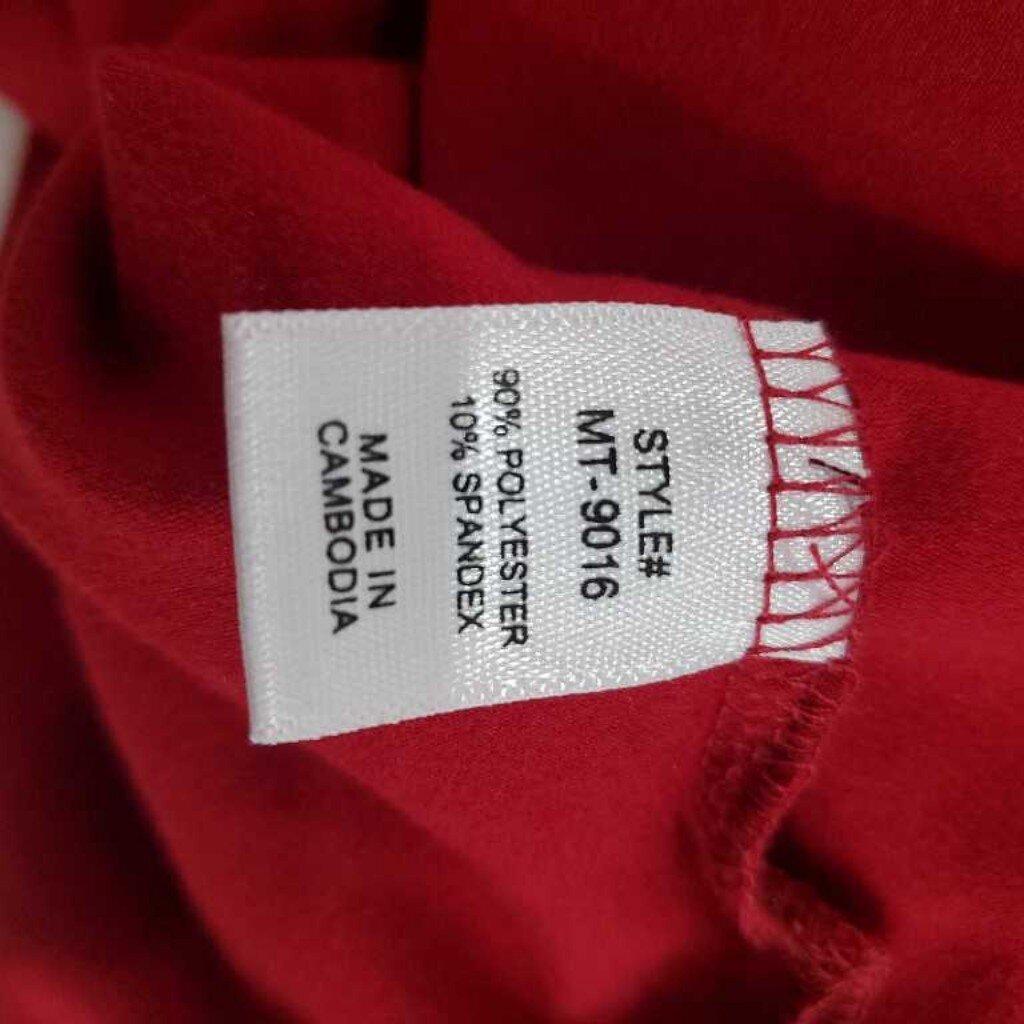 STYLE#
MT-9016
90% POLYESTER
10% SPANDEX
MADE IN
CAMBODIA